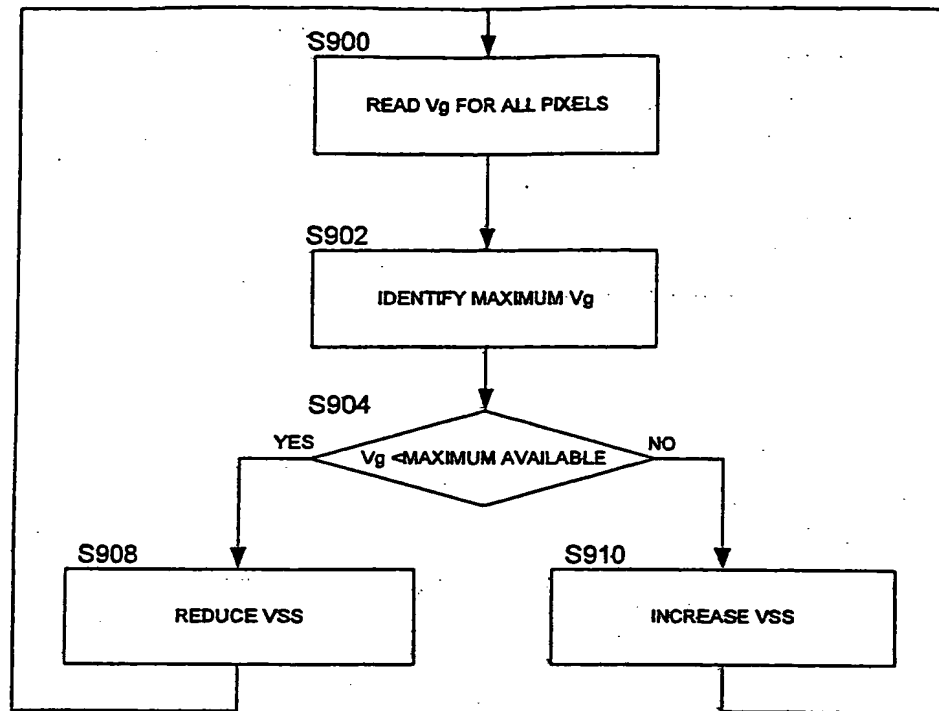 S900
READ Vg FOR ALL PIXELS
S902
IDENTIFY MAXIMUM Vg
S904
YES
Vg <MAXIMUM AVAILABLE
NO
S908
REDUCE VSS
S910
INCREASE VSS